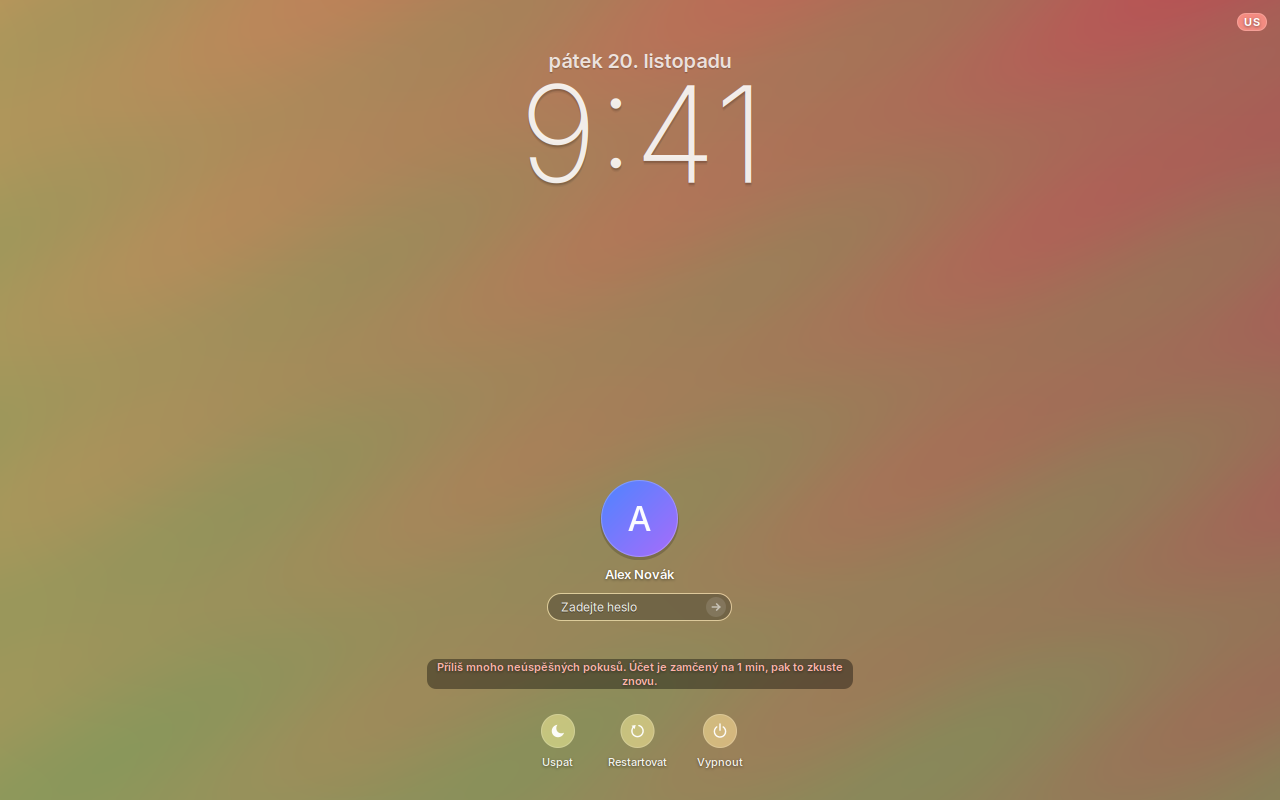 US
pátek 20. listopadu
9:41
A
Alex Novák
Zadejte heslo
Příliš mnoho neúspěšných pokusů. Účet je zamčený na 1 min, pak to zkuste
znovu.
Uspat
Restartovat
Vypnout